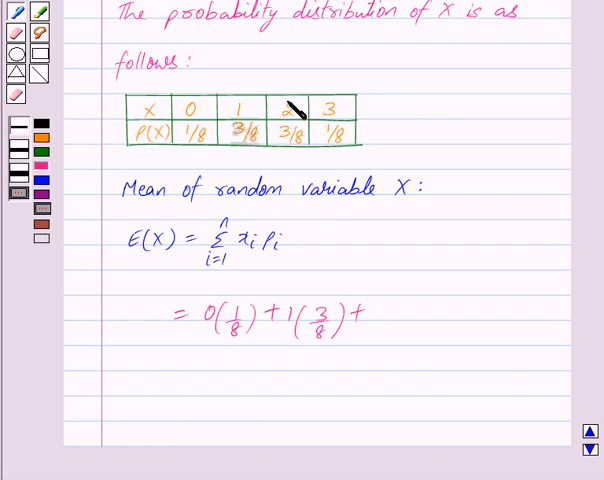 The probability distribution of X is as
follows :
X 0 1 2 3
P(X) 1/8 3/8 3/8 1/8
Mean of random variable X :
E(X) = n∑i=1 xi pi
= 0(1/8) + 1(3/8) +